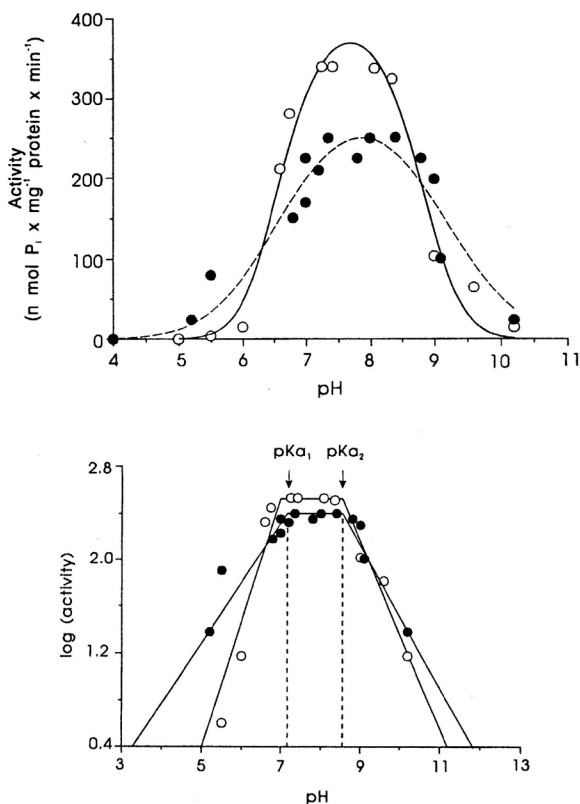 400
300
200
100
0
Activity
(n mol Pᵢ x mg⁻¹ protein x min⁻¹)
4 5 6 7 8 9 10 11
pH
pKa₁ pKa₂
2.8
2.0
1.2
0.4
log (activity)
3 5 7 9 11 13
pH